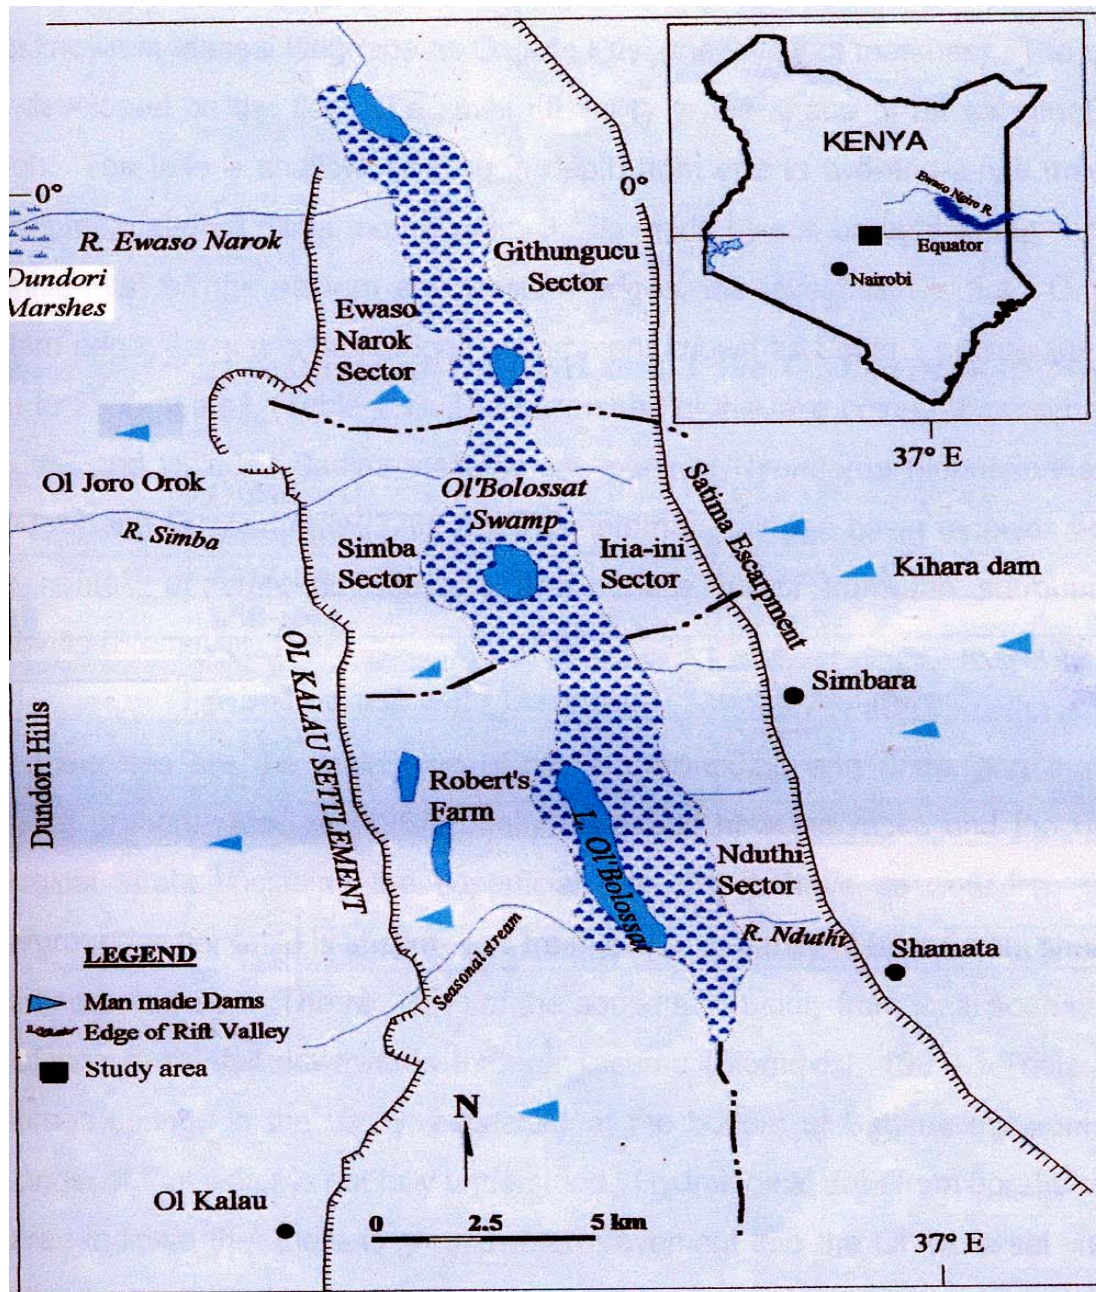 KENYA
Ewaso Ngiro R.
Equator
Nairobi
37° E
0°
0°
R. Ewaso Narok
Dundori
Marshes
Githungucu
Sector
Ewaso
Narok
Sector
Ol Joro Orok
R. Simba
Ol'Bolossat
Swamp
Simba
Sector
Iria-ini
Sector
Satima Escarpment
Kihara dam
OL KALAU SETTLEMENT
Simbara
Dundori Hills
Robert's
Farm
L. Ol'Bolossat
Nduthi
Sector
R. Nduthi
Seasonal stream
Shamata
LEGEND
Man made Dams
Edge of Rift Valley
Study area
N
Ol Kalau
0 2.5 5 km
37° E